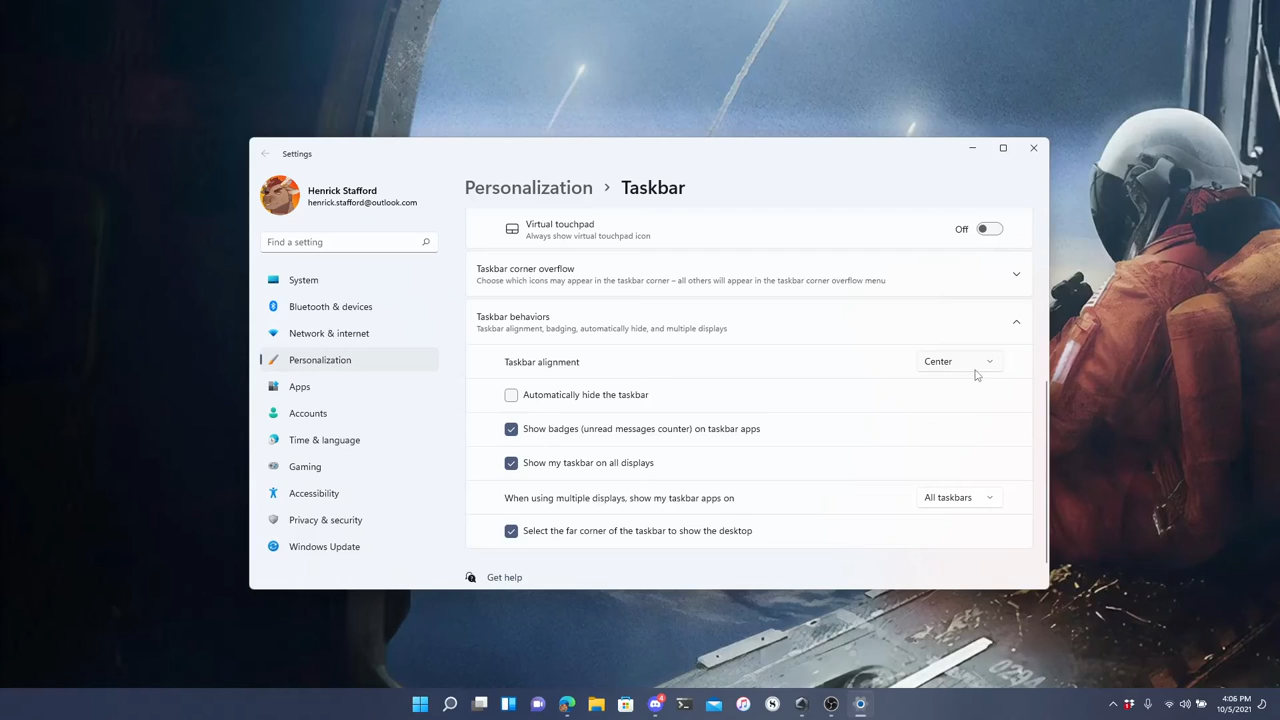 Settings
Henrick Stafford
henrick.stafford@outlook.com
Find a setting
System
Bluetooth & devices
Network & internet
Personalization
Apps
Accounts
Time & language
Gaming
Accessibility
Privacy & security
Windows Update
Personalization > Taskbar
Virtual touchpad
Always show virtual touchpad icon
Off
Taskbar corner overflow
Choose which icons may appear in the taskbar corner – all others will appear in the taskbar corner overflow menu
Taskbar behaviors
Taskbar alignment, badging, automatically hide, and multiple displays
Taskbar alignment
Center
Automatically hide the taskbar
Show badges (unread messages counter) on taskbar apps
Show my taskbar on all displays
When using multiple displays, show my taskbar apps on
All taskbars
Select the far corner of the taskbar to show the desktop
Get help
4
4:06 PM
10/5/2021